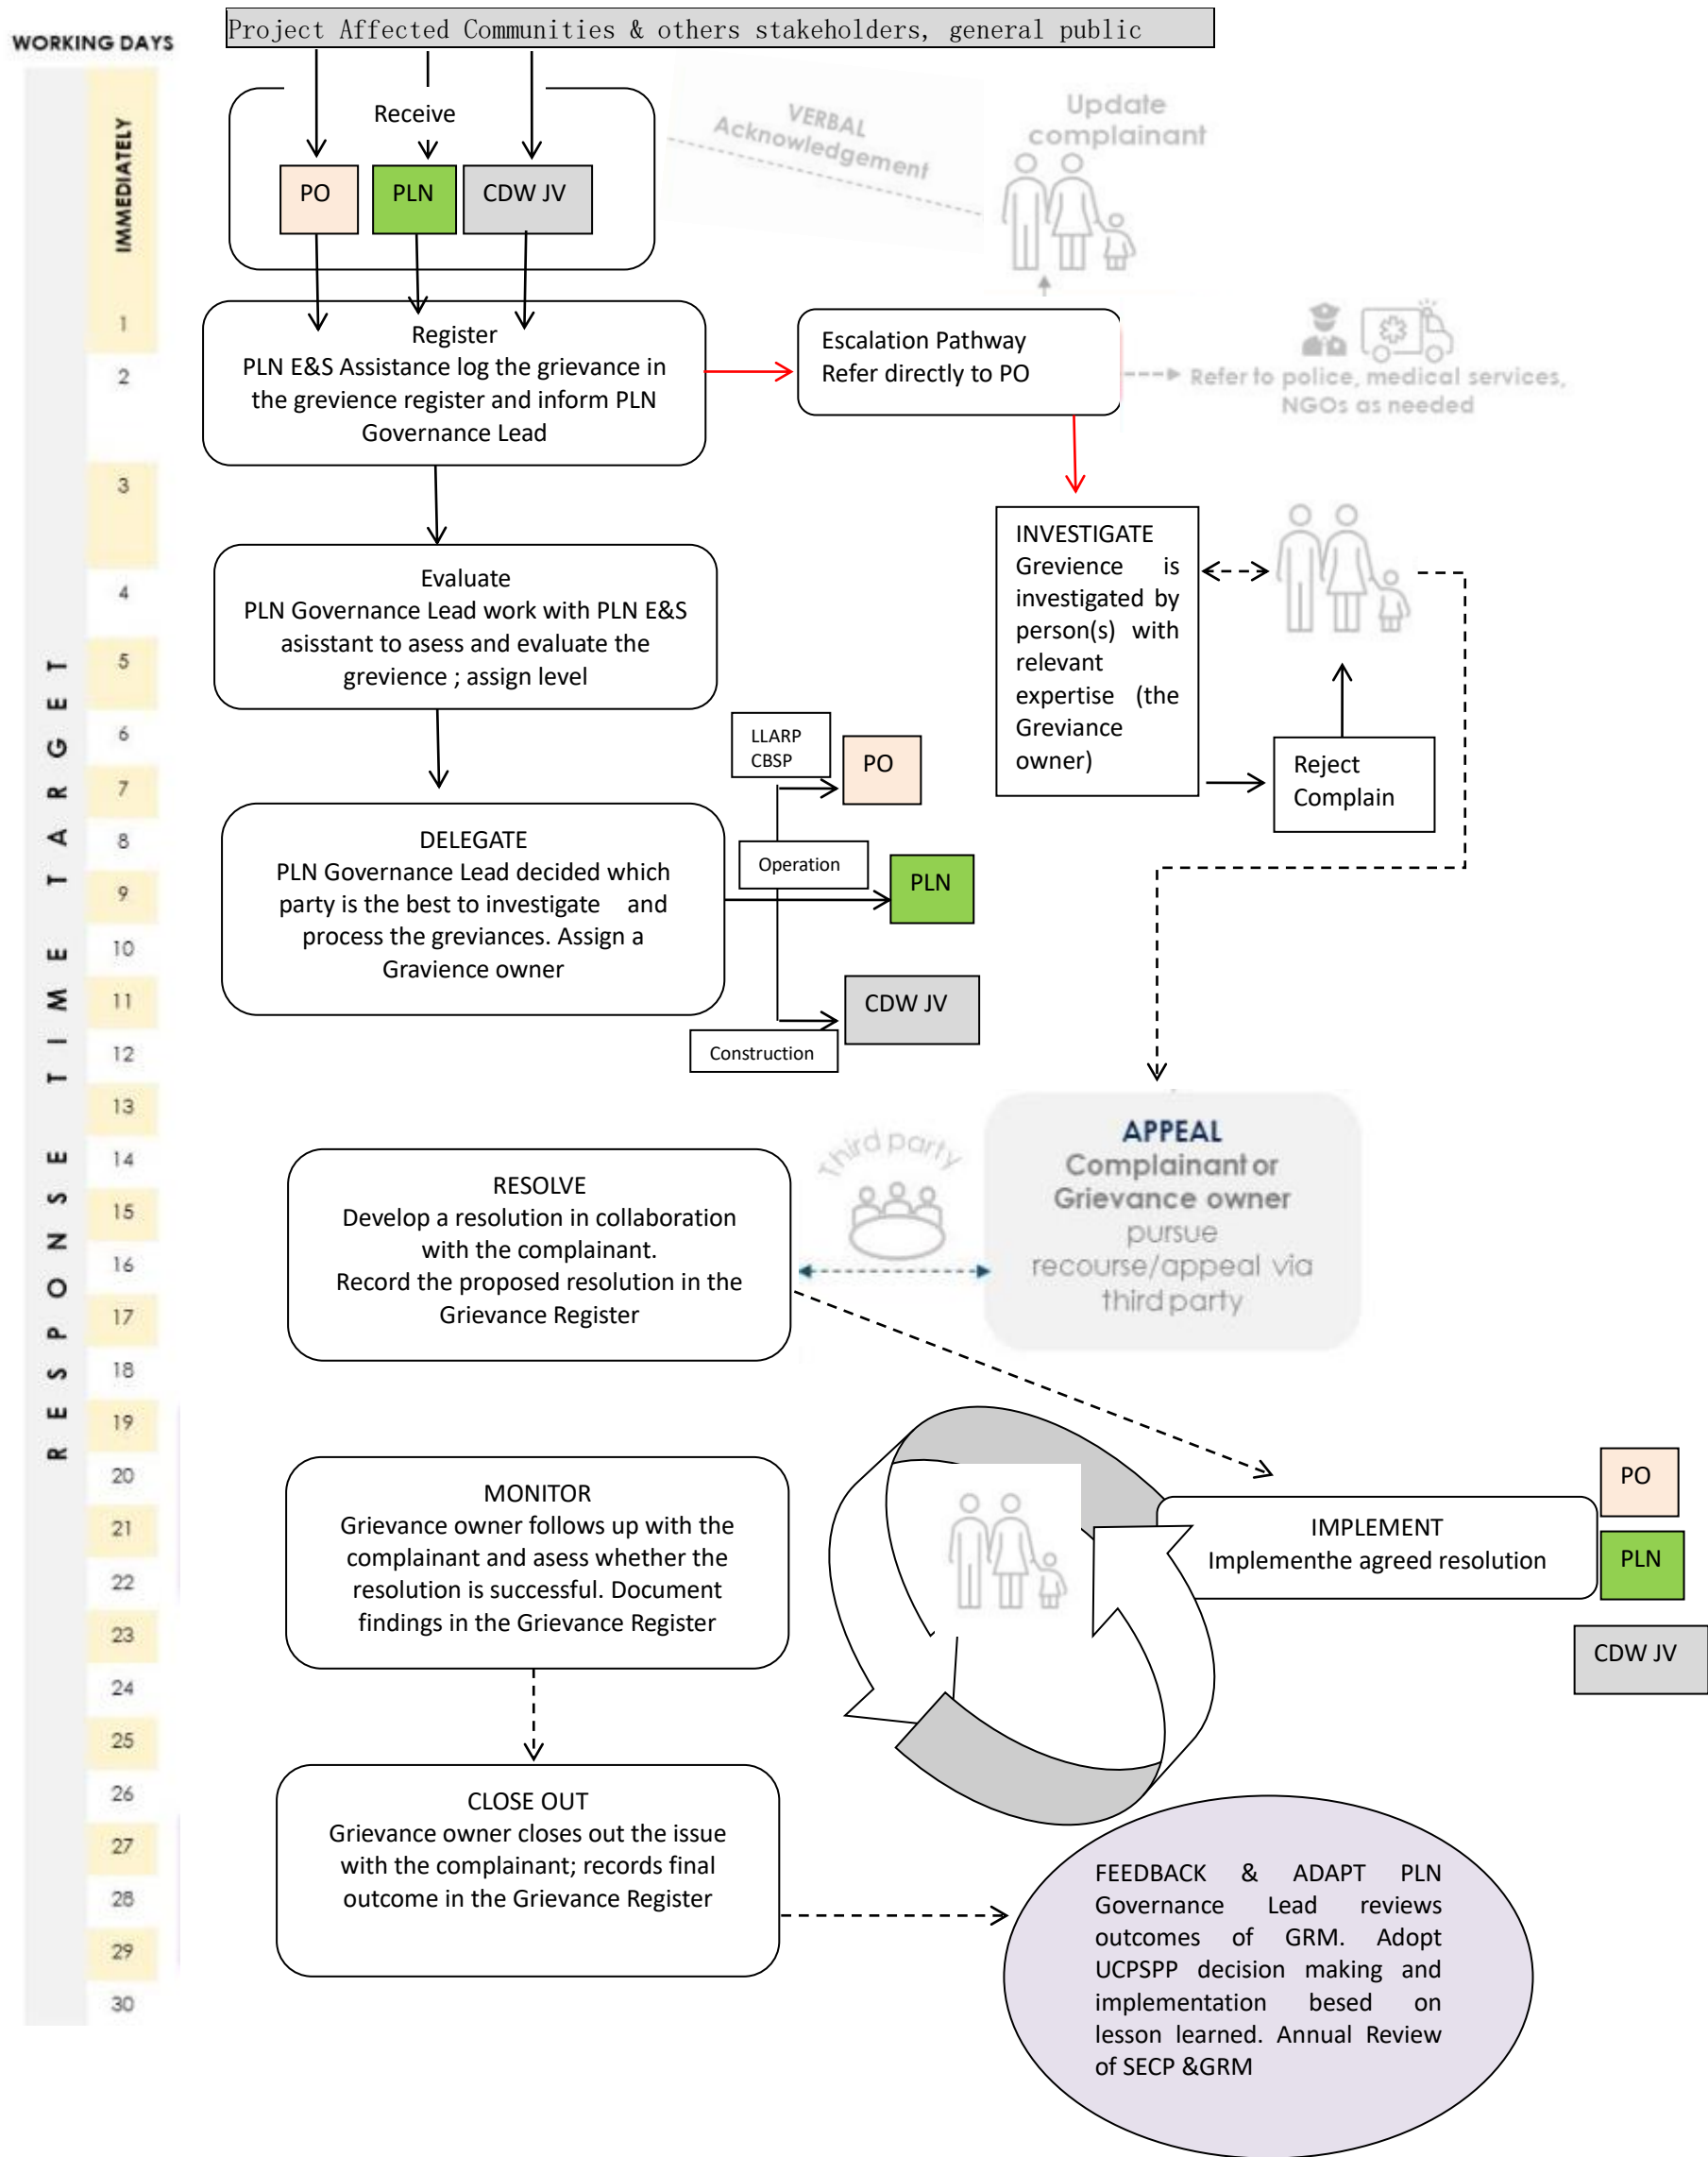 WORKING DAYS
Project Affected Communities & others stakeholders, general public
IMMEDIATELY
Receive
PO
PLN
CDW JV
VERBAL
Acknowledgement
Update
complainant
1
2
3
4
5
6
7
8
9
10
11
12
13
14
15
16
17
18
19
20
21
22
23
24
25
26
27
28
29
30
RESPONSE TIME TARGET
Register
PLN E&S Assistance log the grievance in
the grevience register and inform PLN
Governance Lead
Escalation Pathway
Refer directly to PO
Refer to police, medical services,
NGOs as needed
Evaluate
PLN Governance Lead work with PLN E&S
asisstant to asess and evaluate the
grevience ; assign level
INVESTIGATE
Grevience is
investigated by
person(s) with
relevant
expertise (the
Greviance
owner)
Reject
Complain
LLARP
CBSP
PO
DELEGATE
PLN Governance Lead decided which
party is the best to investigate and
process the greviances. Assign a
Gravience owner
Operation
PLN
CDW JV
Construction
RESOLVE
Develop a resolution in collaboration
with the complainant.
Record the proposed resolution in the
Grievance Register
Third party
APPEAL
Complainant or
Grievance owner
pursue
recourse/appeal via
third party
MONITOR
Grievance owner follows up with the
complainant and asess whether the
resolution is successful. Document
findings in the Grievance Register
IMPLEMENT
Implementhe agreed resolution
PO
PLN
CDW JV
CLOSE OUT
Grievance owner closes out the issue
with the complainant; records final
outcome in the Grievance Register
FEEDBACK & ADAPT PLN
Governance Lead reviews
outcomes of GRM. Adopt
UCPSPP decision making and
implementation besed on
lesson learned. Annual Review
of SECP &GRM